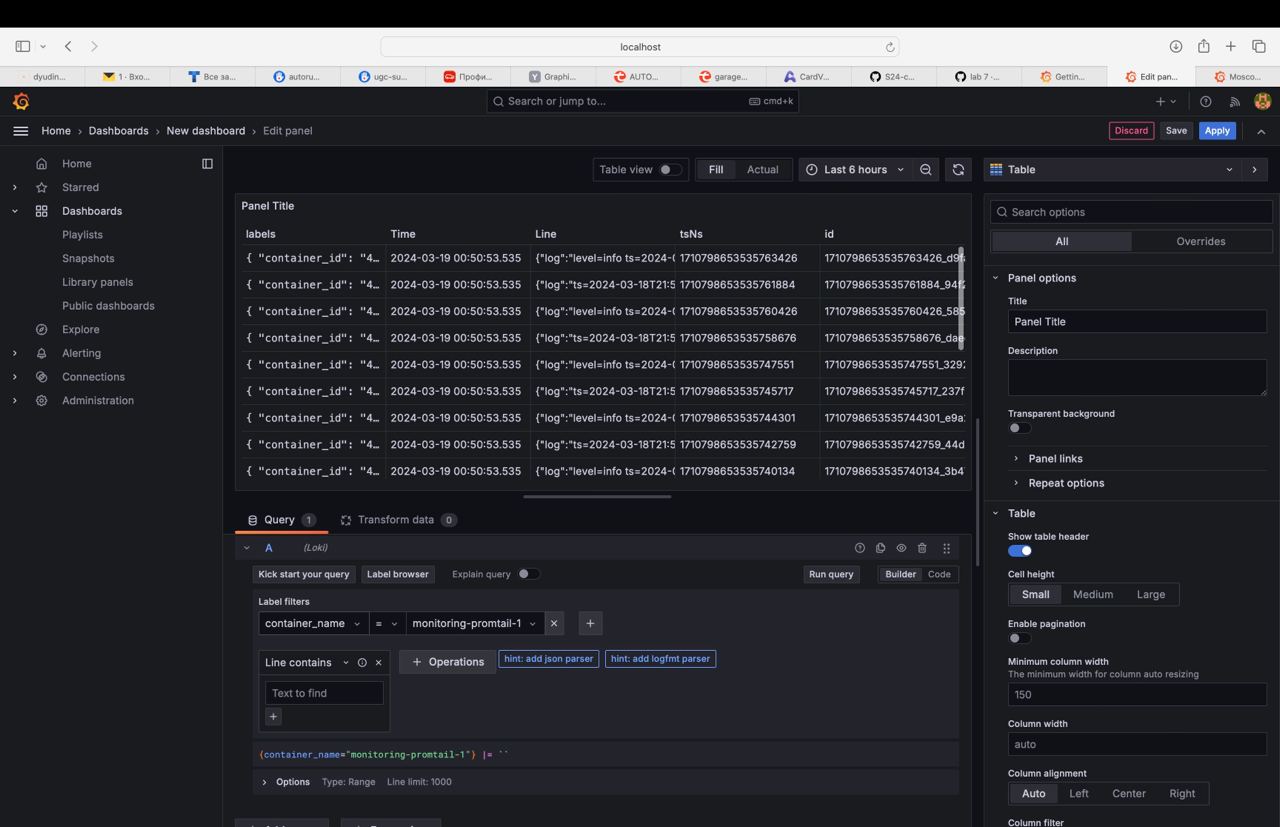 localhost
dyudin...
1 · Вхо...
Все за...
autoru...
ugc-su...
Профи...
Graphi...
AUTO...
garage...
CardV...
S24-c...
lab 7 -...
Gettin...
Edit pan...
Mosco...
Search or jump to...
cmd+k
Home › Dashboards › New dashboard › Edit panel
Discard
Save
Apply
Home
Starred
Dashboards
Playlists
Snapshots
Library panels
Public dashboards
Explore
Alerting
Connections
Administration
Table view
Fill
Actual
Last 6 hours
Panel Title
labels Time Line tsNs id
{ "container_id": "4... 2024-03-19 00:50:53.535 {"log":"level=info ts=2024-0 1710798653535763426 1710798653535763426_d9fa
{ "container_id": "4... 2024-03-19 00:50:53.535 {"log":"ts=2024-03-18T21:5 1710798653535761884 1710798653535761884_94f2
{ "container_id": "4... 2024-03-19 00:50:53.535 {"log":"level=info ts=2024-0 1710798653535760426 1710798653535760426_585
{ "container_id": "4... 2024-03-19 00:50:53.535 {"log":"ts=2024-03-18T21:5 1710798653535758676 1710798653535758676_dae
{ "container_id": "4... 2024-03-19 00:50:53.535 {"log":"level=info ts=2024-0 1710798653535747551 1710798653535747551_3292
{ "container_id": "4... 2024-03-19 00:50:53.535 {"log":"ts=2024-03-18T21:5 1710798653535745717 1710798653535745717_237f
{ "container_id": "4... 2024-03-19 00:50:53.535 {"log":"level=info ts=2024-0 1710798653535744301 1710798653535744301_e9a
{ "container_id": "4... 2024-03-19 00:50:53.535 {"log":"ts=2024-03-18T21:5 1710798653535742759 1710798653535742759_44d
{ "container_id": "4... 2024-03-19 00:50:53.535 {"log":"level=info ts=2024-0 1710798653535740134 1710798653535740134_3b4
Query 1
Transform data 0
A (Loki)
Kick start your query
Label browser
Explain query
Run query
Builder
Code
Label filters
container_name = monitoring-promtail-1
Line contains
Text to find
+ Operations
hint: add json parser
hint: add logfmt parser
{container_name="monitoring-promtail-1"} |= ``
Options Type: Range Line limit: 1000
Table
Search options
All
Overrides
Panel options
Title
Panel Title
Description
Transparent background
Panel links
Repeat options
Table
Show table header
Cell height
Small Medium Large
Enable pagination
Minimum column width
The minimum width for column auto resizing
150
Column width
auto
Column alignment
Auto Left Center Right
Column filter